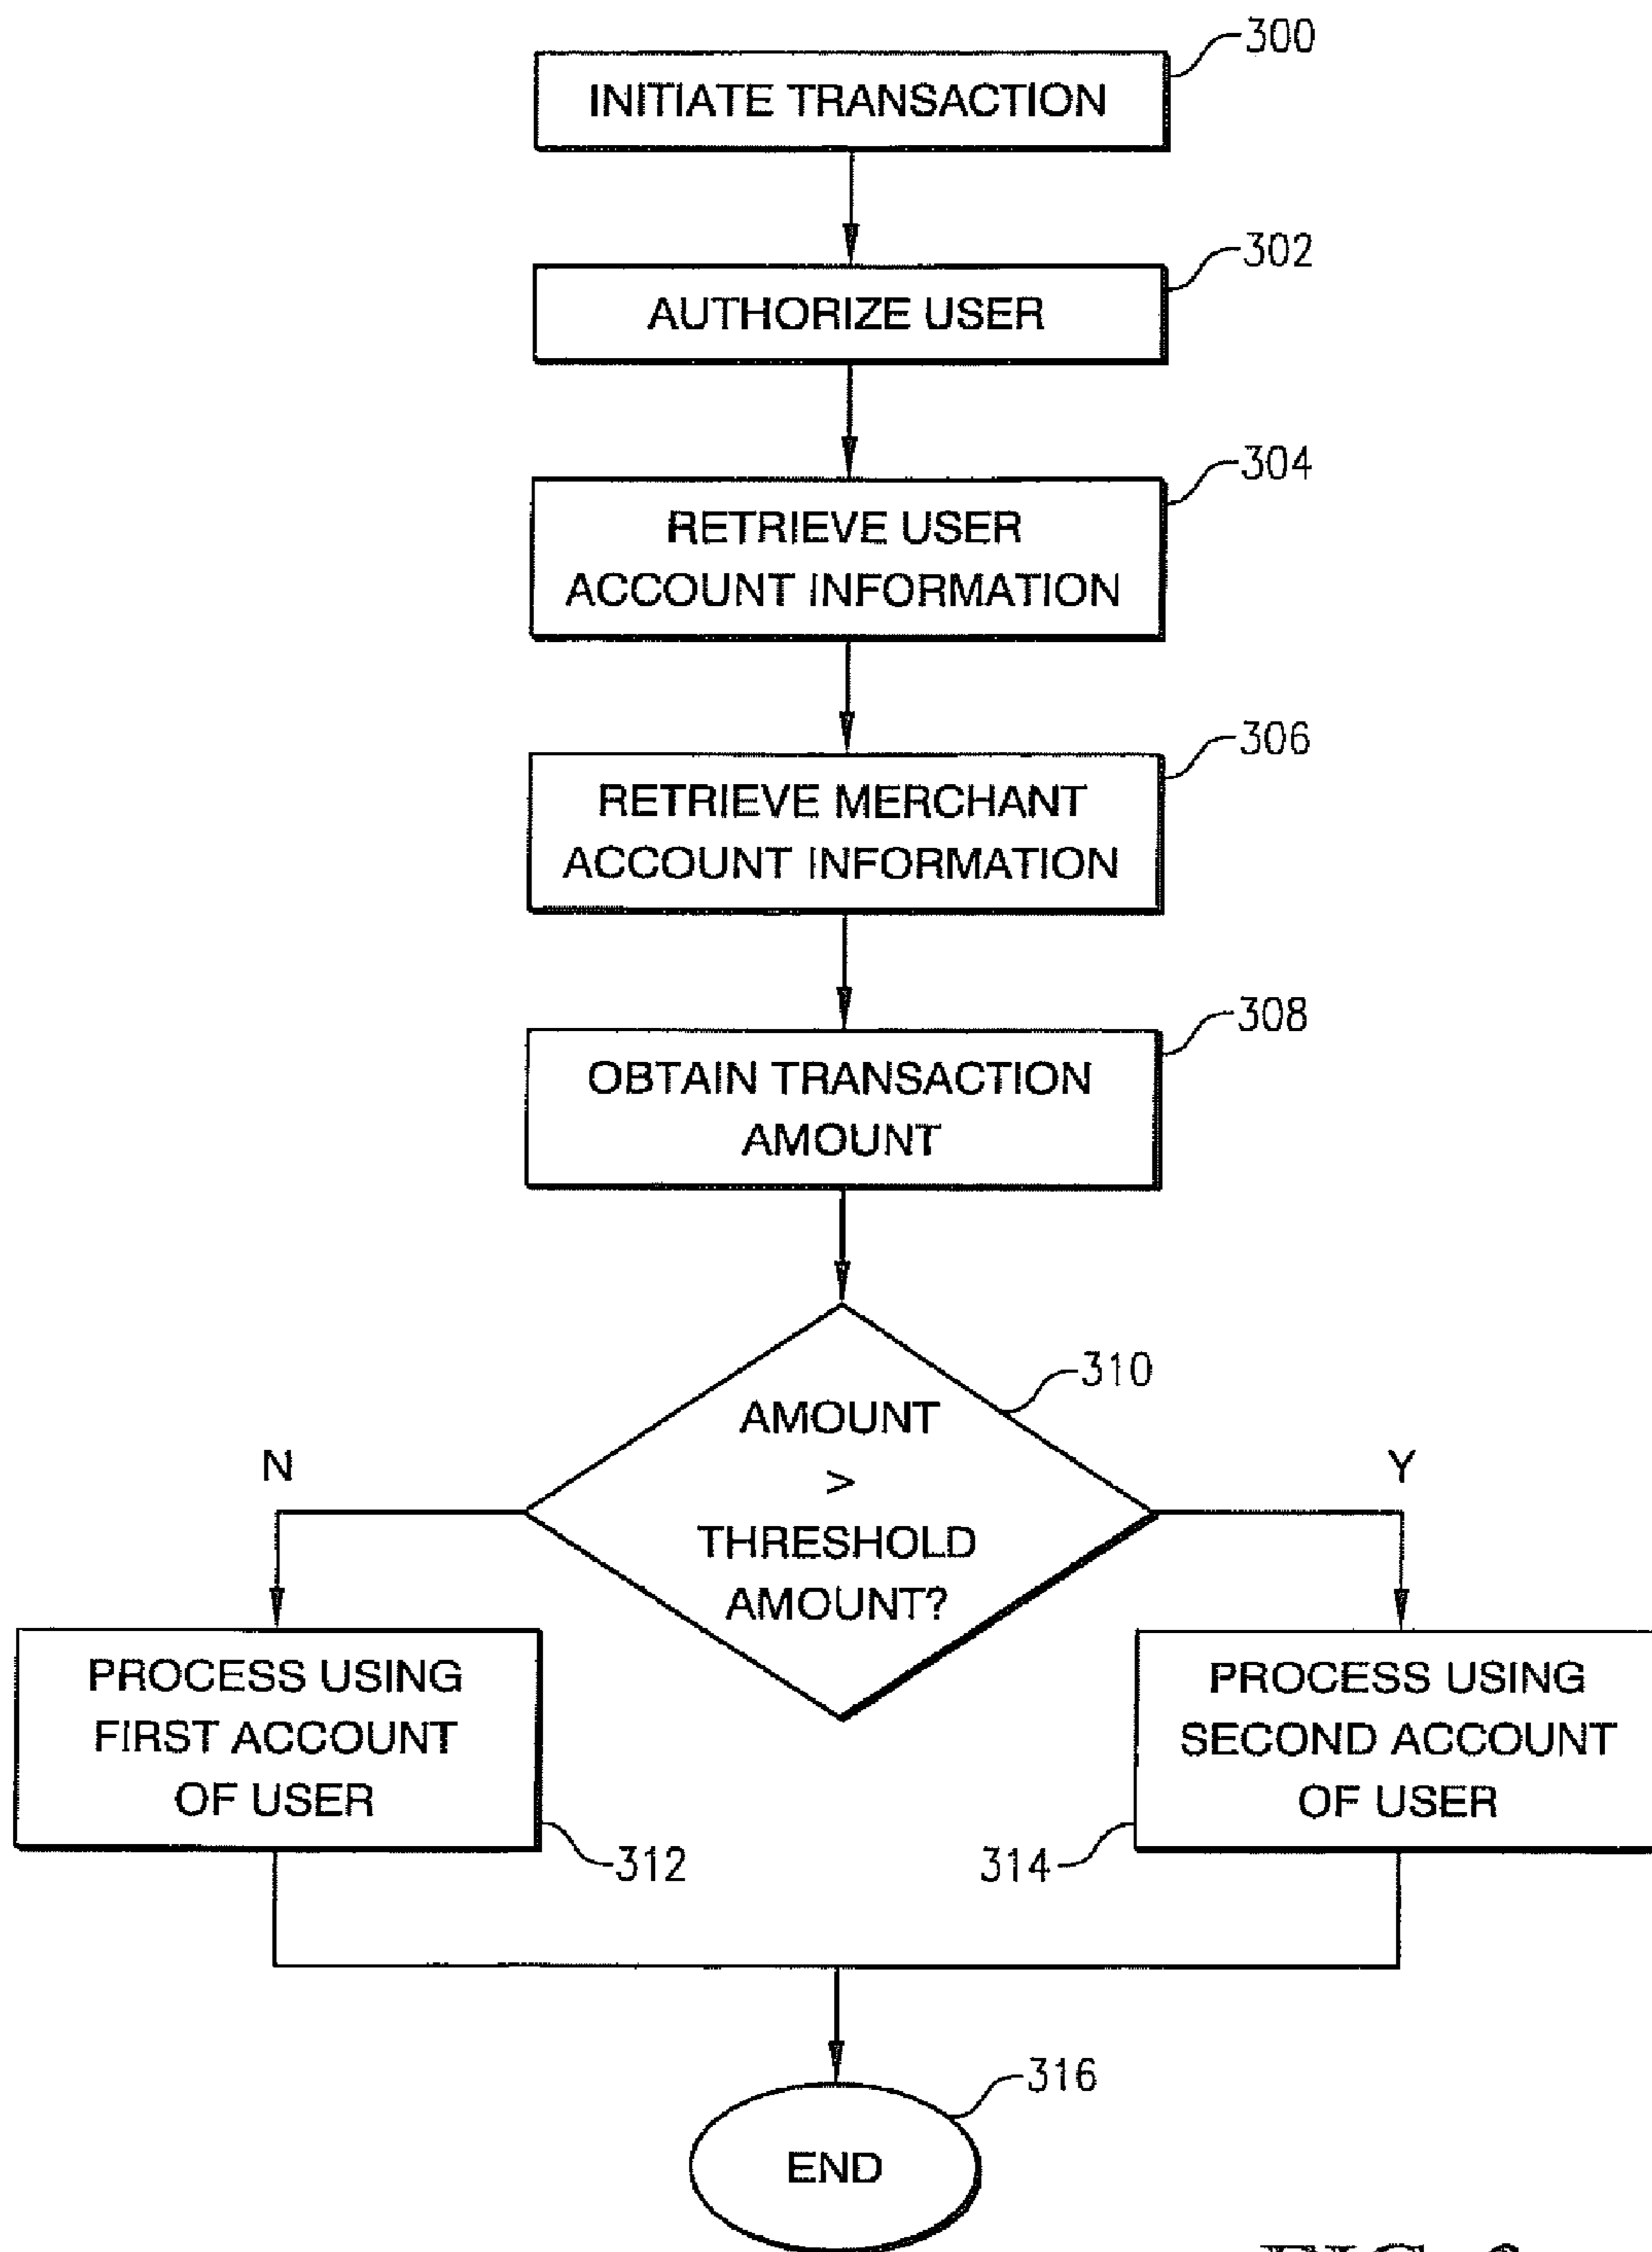 300
INITIATE TRANSACTION
302
AUTHORIZE USER
304
RETRIEVE USER
ACCOUNT INFORMATION
306
RETRIEVE MERCHANT
ACCOUNT INFORMATION
308
OBTAIN TRANSACTION
AMOUNT
310
AMOUNT
>
THRESHOLD
AMOUNT?
N
Y
PROCESS USING
FIRST ACCOUNT
OF USER
312
PROCESS USING
SECOND ACCOUNT
OF USER
314
316
END